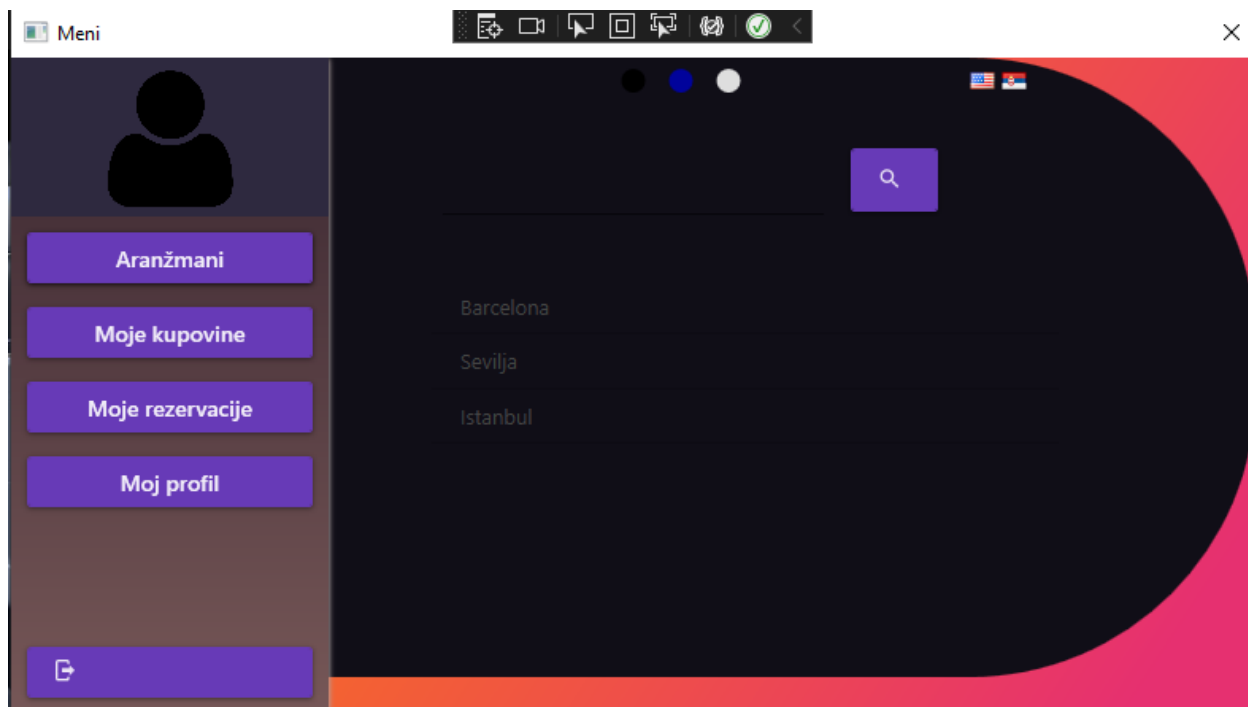 Meni
Aranžmani
Moje kupovine
Moje rezervacije
Moj profil
Barcelona
Sevilja
Istanbul